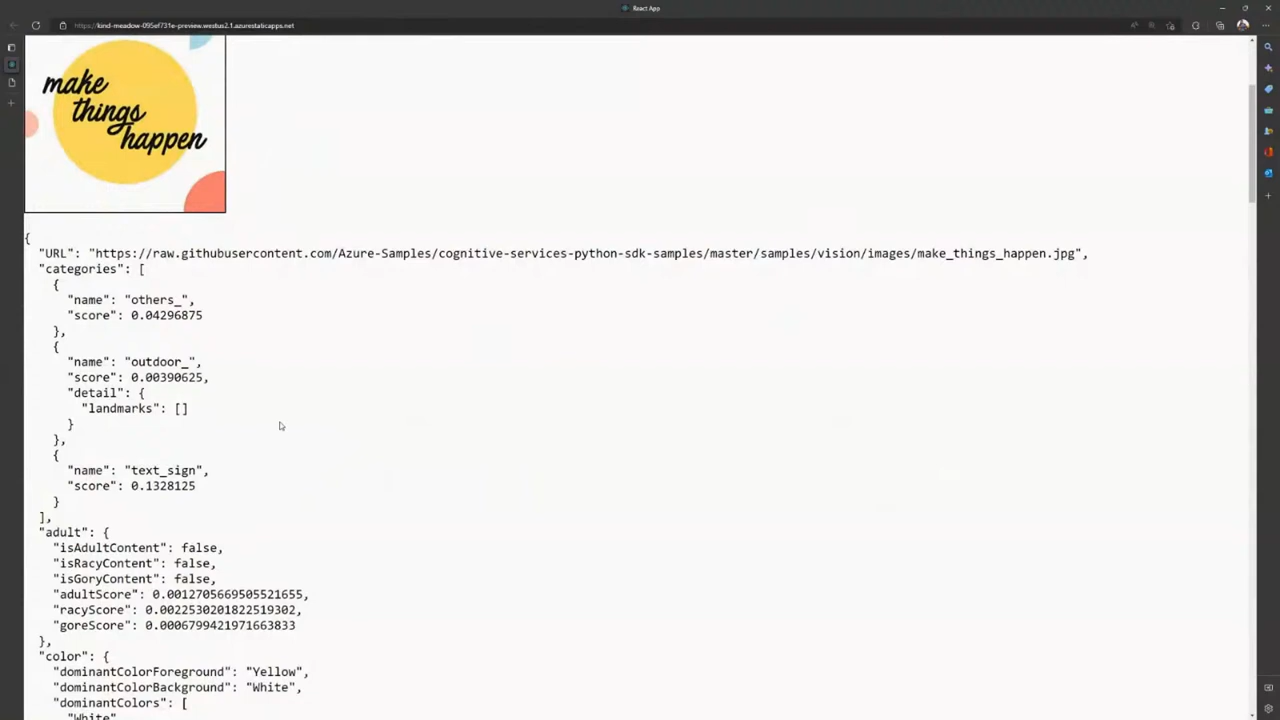 React App
https://kind-meadow-095ef731e-preview.westus2.1.azurestaticapps.net
make
things
happen
{
"URL": "https://raw.githubusercontent.com/Azure-Samples/cognitive-services-python-sdk-samples/master/samples/vision/images/make_things_happen.jpg",
"categories": [
{
"name": "others_",
"score": 0.04296875
},
{
"name": "outdoor_",
"score": 0.00390625,
"detail": {
"landmarks": []
}
},
{
"name": "text_sign",
"score": 0.1328125
}
],
"adult": {
"isAdultContent": false,
"isRacyContent": false,
"isGoryContent": false,
"adultScore": 0.0012705669505521655,
"racyScore": 0.0022530201822519302,
"goreScore": 0.0006799421971663833
},
"color": {
"dominantColorForeground": "Yellow",
"dominantColorBackground": "White",
"dominantColors": [
"White"